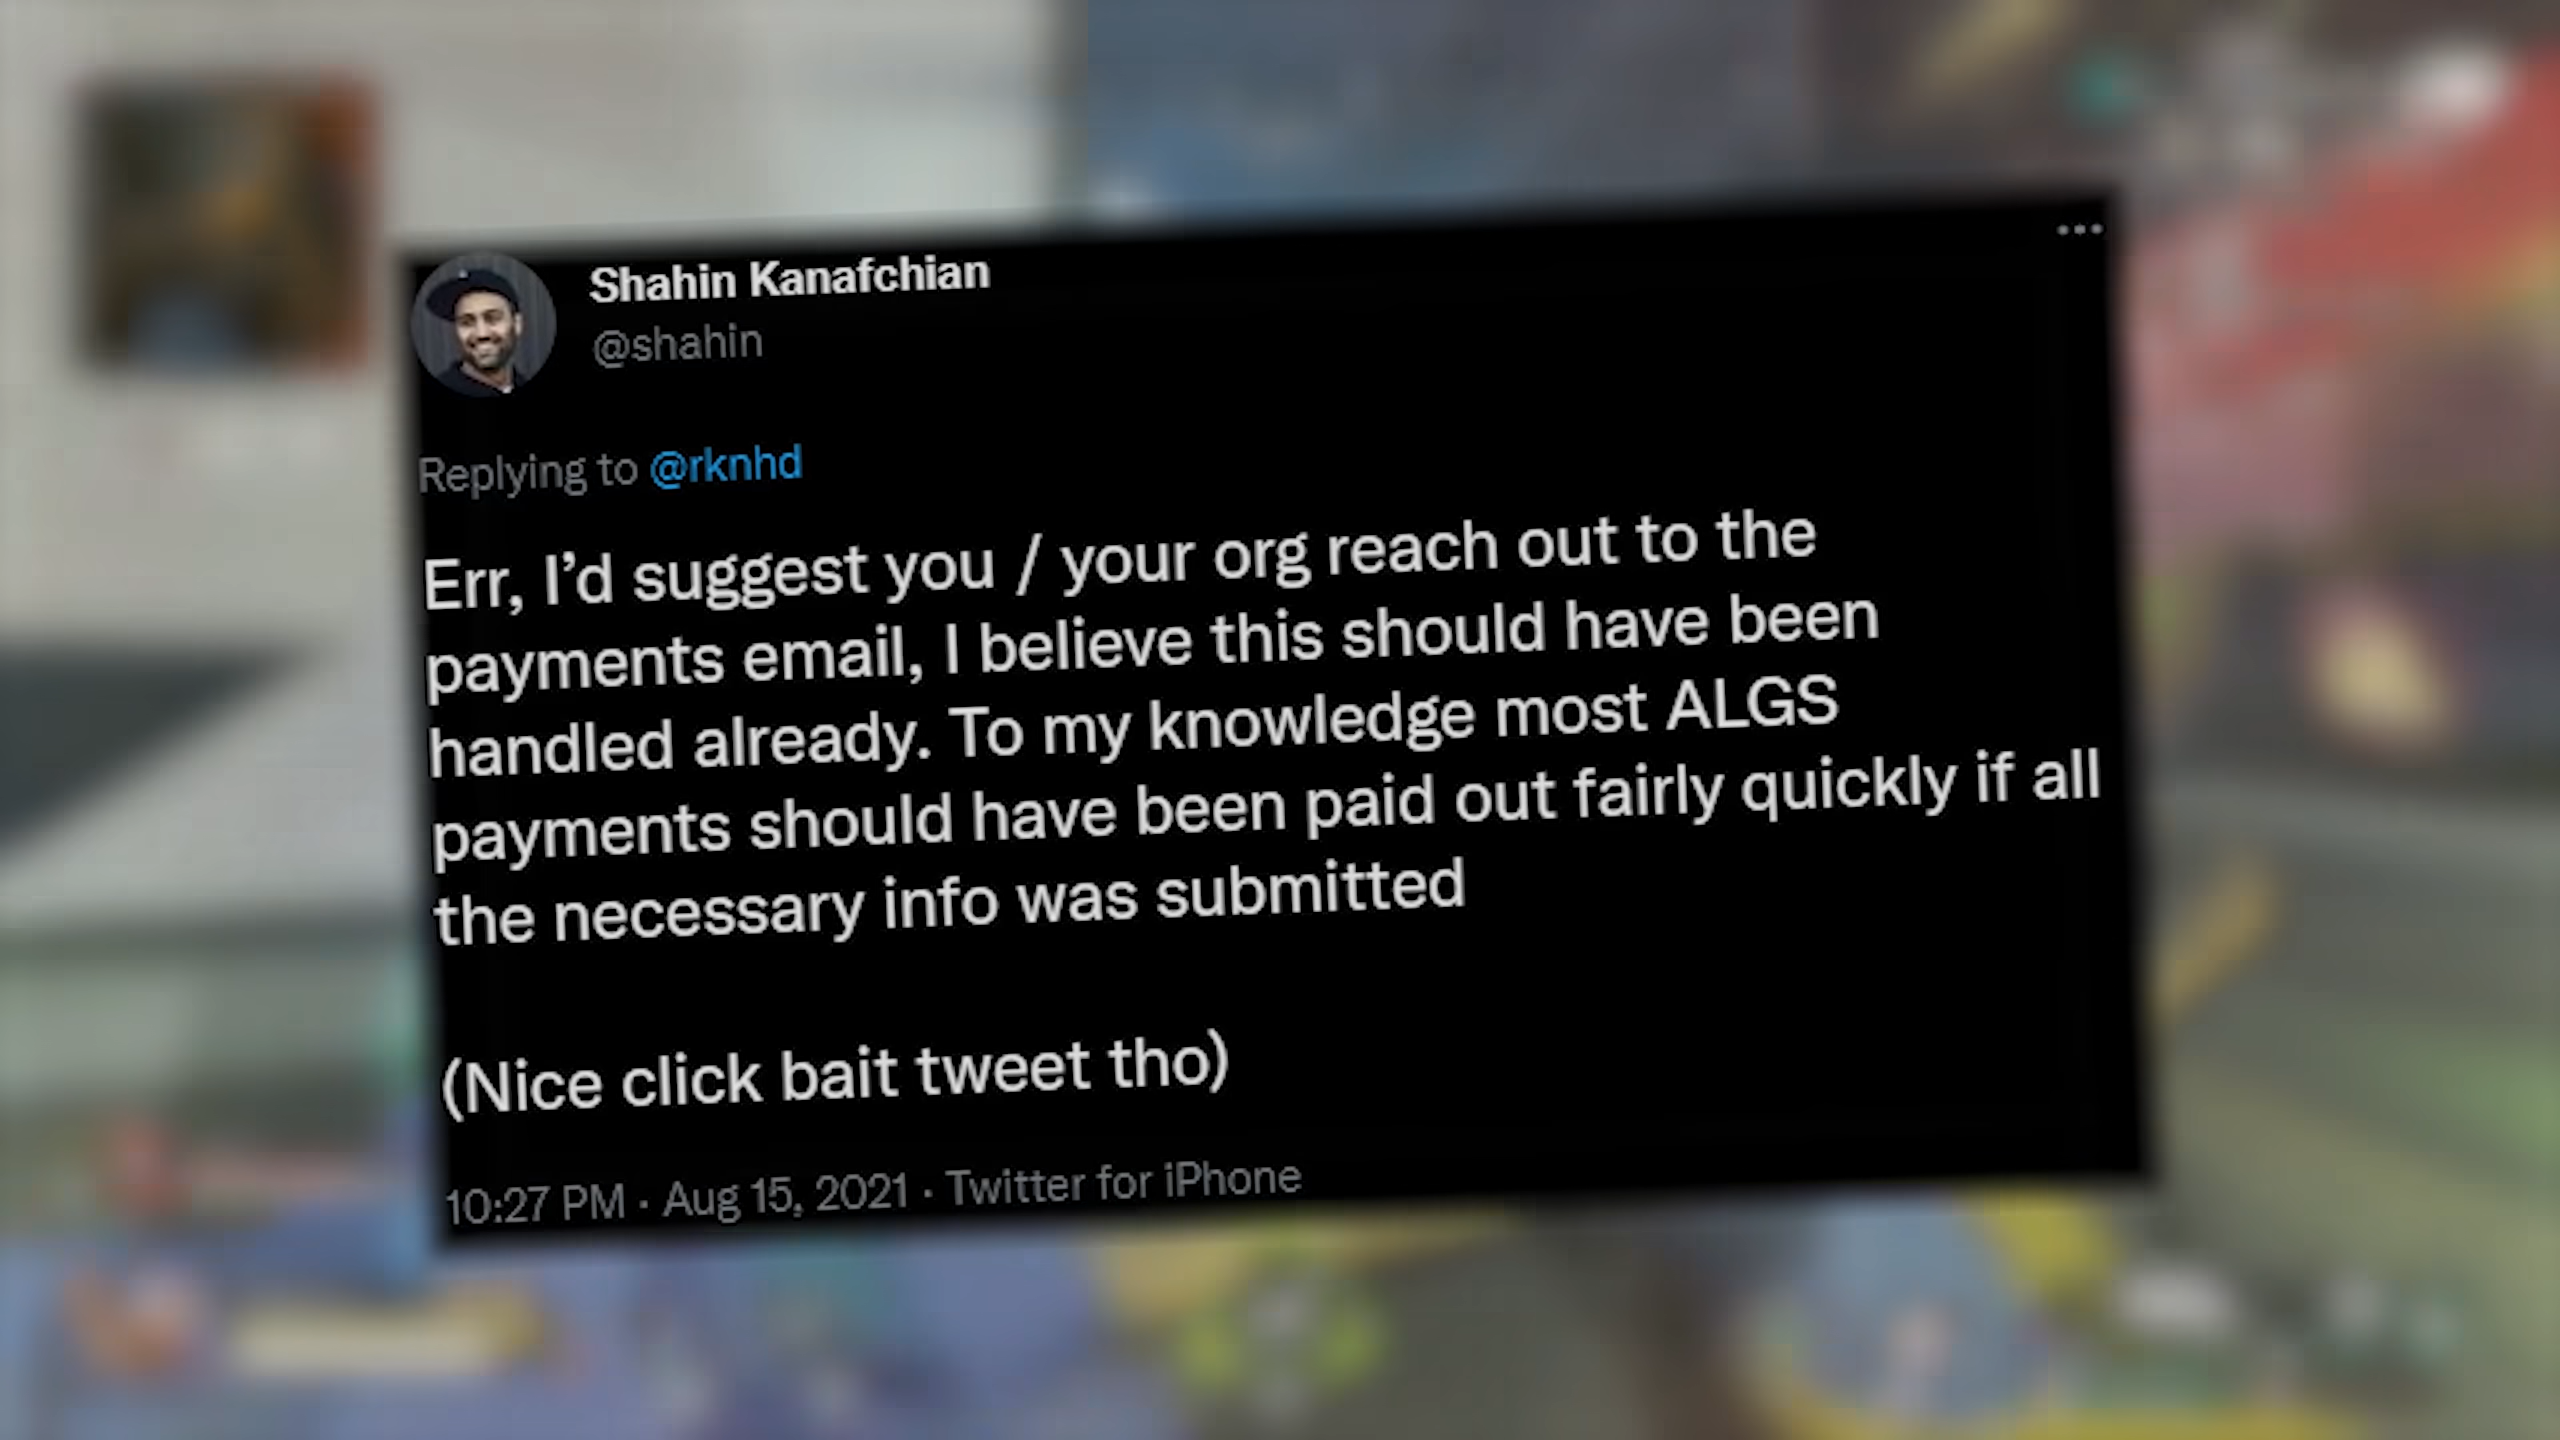 Shahin Kanafchian
@shahin
Replying to @rknhd
Err, I’d suggest you / your org reach out to the
payments email, I believe this should have been
handled already. To my knowledge most ALGS
payments should have been paid out fairly quickly if all
the necessary info was submitted
(Nice click bait tweet tho)
10:27 PM · Aug 15, 2021 · Twitter for iPhone